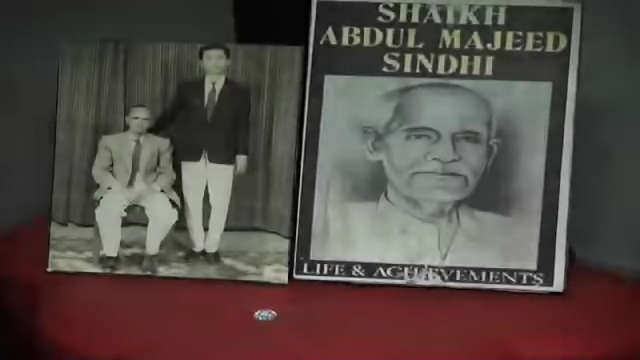 SHAIKH
ABDUL MAJEED
SINDHI
LIFE & ACHIEVEMENTS